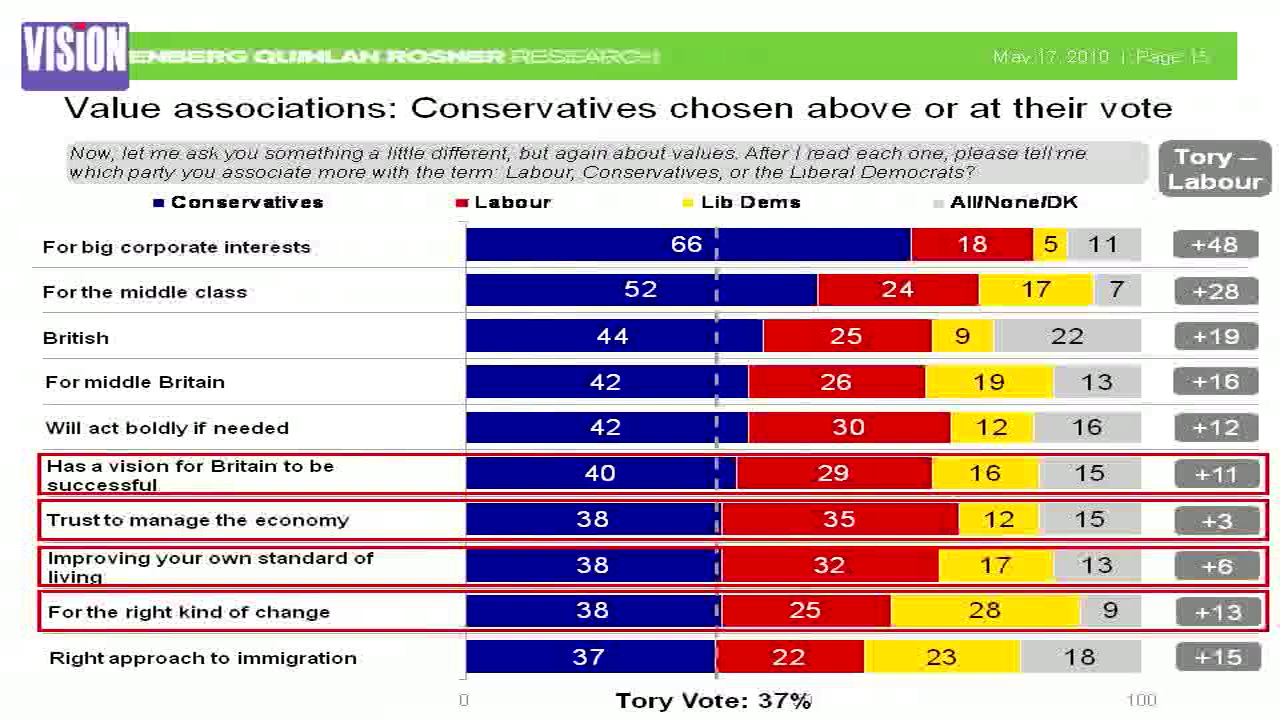 VISION
ENBERG QUINLAN ROSNER RESEARCH
May 17, 2010 | Page 15
Value associations: Conservatives chosen above or at their vote
Now, let me ask you something a little different, but again about values. After I read each one, please tell me
which party you associate more with the term: Labour, Conservatives, or the Liberal Democrats?
Tory –
Labour
Conservatives Labour Lib Dems All/None/DK
For big corporate interests 66 18 5 11 +48
For the middle class 52 24 17 7 +28
British 44 25 9 22 +19
For middle Britain 42 26 19 13 +16
Will act boldly if needed 42 30 12 16 +12
Has a vision for Britain to be
successful 40 29 16 15 +11
Trust to manage the economy 38 35 12 15 +3
Improving your own standard of
living 38 32 17 13 +6
For the right kind of change 38 25 28 9 +13
Right approach to immigration 37 22 23 18 +15
0 Tory Vote: 37% 100